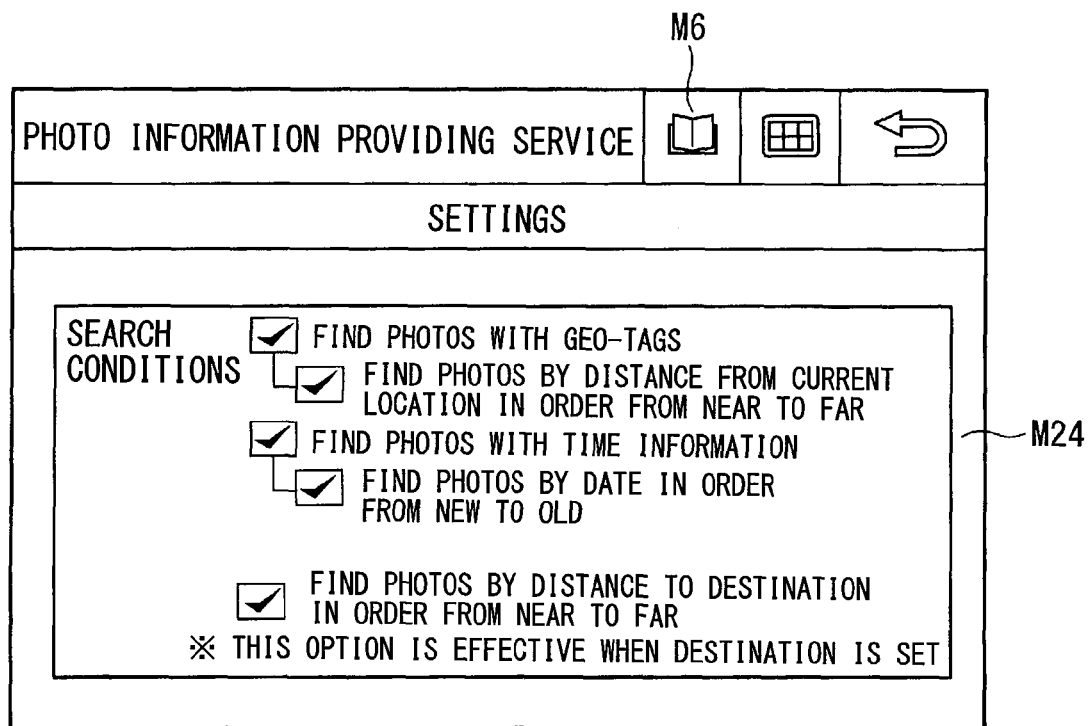 M6
PHOTO INFORMATION PROVIDING SERVICE
SETTINGS
SEARCH CONDITIONS
FIND PHOTOS WITH GEO-TAGS
FIND PHOTOS BY DISTANCE FROM CURRENT
LOCATION IN ORDER FROM NEAR TO FAR
M24
FIND PHOTOS WITH TIME INFORMATION
FIND PHOTOS BY DATE IN ORDER
FROM NEW TO OLD
FIND PHOTOS BY DISTANCE TO DESTINATION
IN ORDER FROM NEAR TO FAR
※ THIS OPTION IS EFFECTIVE WHEN DESTINATION IS SET